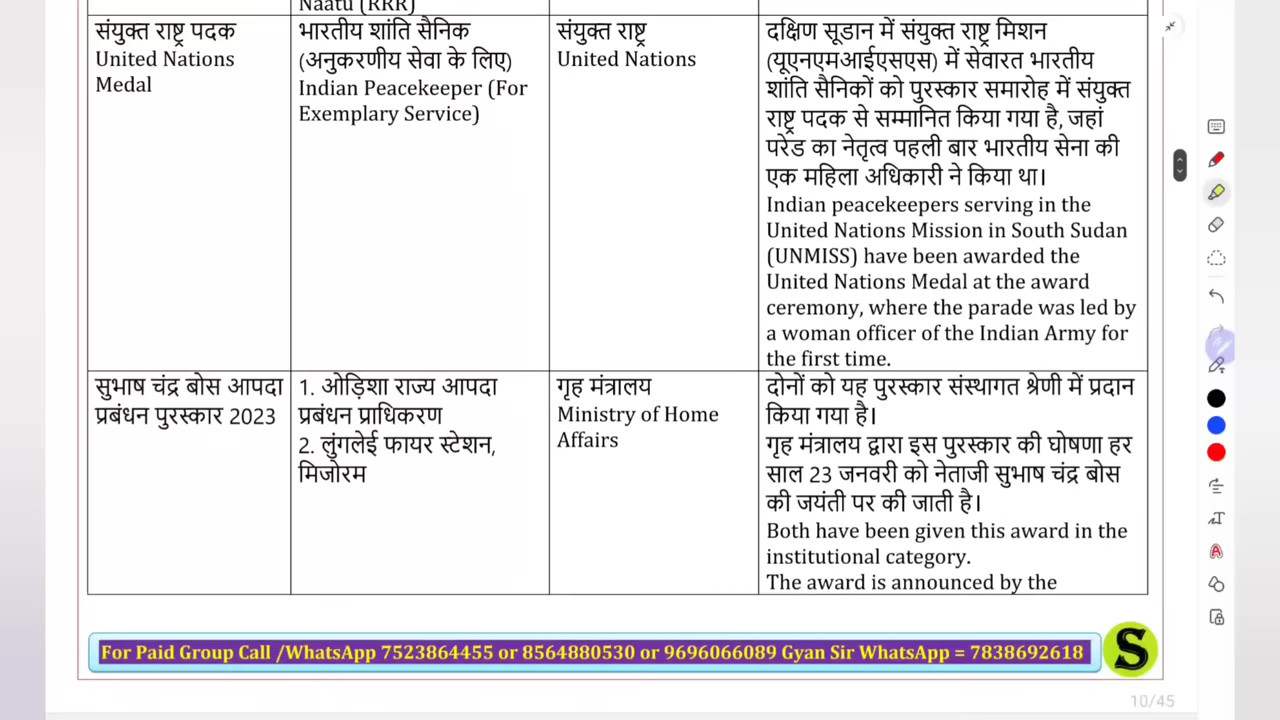 Naatu (RRR)
संयुक्त राष्ट्र पदक
United Nations
Medal
भारतीय शांति सैनिक
(अनुकरणीय सेवा के लिए)
Indian Peacekeeper (For
Exemplary Service)
संयुक्त राष्ट्र
United Nations
दक्षिण सूडान में संयुक्त राष्ट्र मिशन
(यूएनएमआईएसएस) में सेवारत भारतीय
शांति सैनिकों को पुरस्कार समारोह में संयुक्त
राष्ट्र पदक से सम्मानित किया गया है, जहां
परेड का नेतृत्व पहली बार भारतीय सेना की
एक महिला अधिकारी ने किया था।
Indian peacekeepers serving in the
United Nations Mission in South Sudan
(UNMISS) have been awarded the
United Nations Medal at the award
ceremony, where the parade was led by
a woman officer of the Indian Army for
the first time.
सुभाष चंद्र बोस आपदा
प्रबंधन पुरस्कार 2023
1. ओड़िशा राज्य आपदा
प्रबंधन प्राधिकरण
2. लुंगलेई फायर स्टेशन,
मिजोरम
गृह मंत्रालय
Ministry of Home
Affairs
दोनों को यह पुरस्कार संस्थागत श्रेणी में प्रदान
किया गया है।
गृह मंत्रालय द्वारा इस पुरस्कार की घोषणा हर
साल 23 जनवरी को नेताजी सुभाष चंद्र बोस
की जयंती पर की जाती है।
Both have been given this award in the
institutional category.
The award is announced by the
For Paid Group Call /WhatsApp 7523864455 or 8564880530 or 9696066089 Gyan Sir WhatsApp = 7838692618
S
10/45